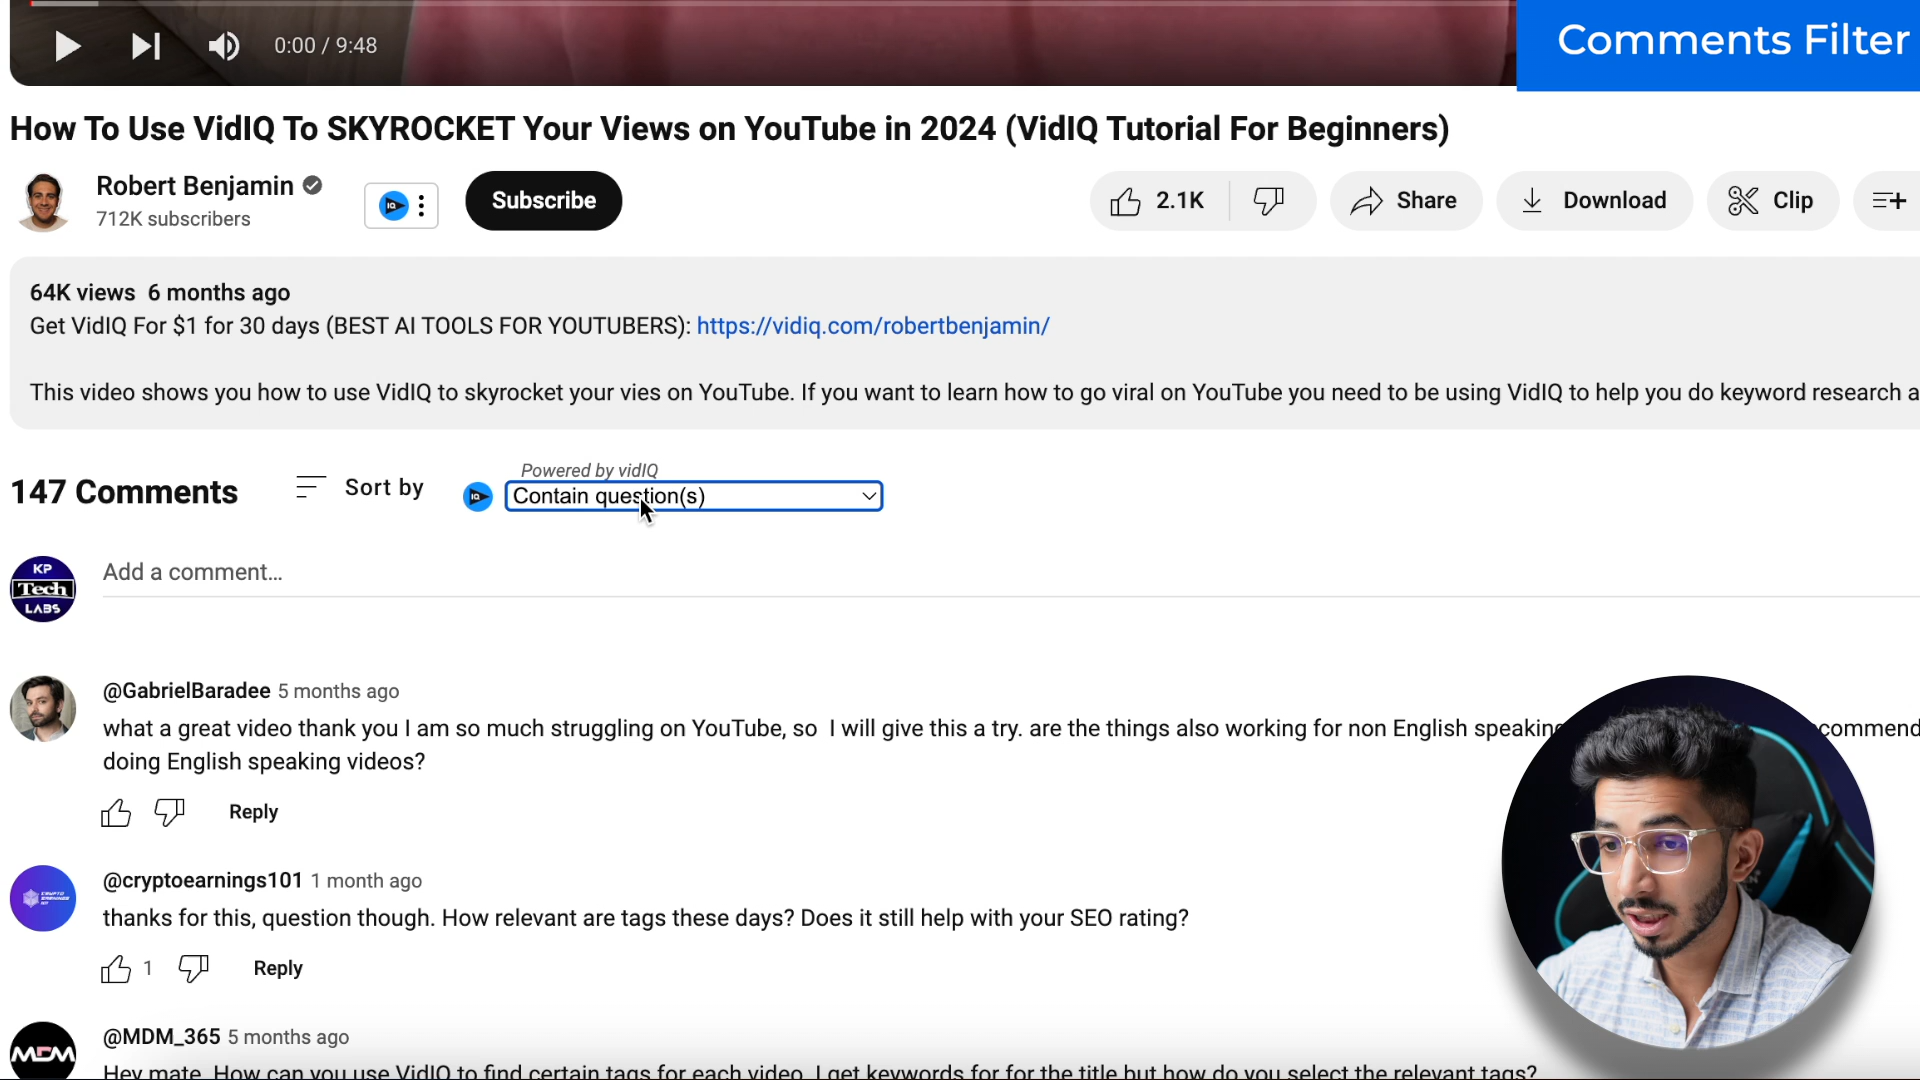 0:00 / 9:48
Comments Filter
How To Use VidIQ To SKYROCKET Your Views on YouTube in 2024 (VidIQ Tutorial For Beginners)
Robert Benjamin
712K subscribers
IQ
Subscribe
2.1K
Share
Download
Clip
64K views 6 months ago
Get VidIQ For $1 for 30 days (BEST AI TOOLS FOR YOUTUBERS): https://vidiq.com/robertbenjamin/
This video shows you how to use VidIQ to skyrocket your vies on YouTube. If you want to learn how to go viral on YouTube you need to be using VidIQ to help you do keyword research a
147 Comments
Sort by
Powered by vidIQ
IQ
Contain question(s)
KP
Tech
LABS
Add a comment...
@GabrielBaradee 5 months ago
what a great video thank you I am so much struggling on YouTube, so I will give this a try. are the things also working for non English speaking commend
doing English speaking videos?
Reply
@cryptoearnings101 1 month ago
thanks for this, question though. How relevant are tags these days? Does it still help with your SEO rating?
1
Reply
@MDM_365 5 months ago
MDM
Hey mate. How can you use VidIQ to find certain tags for each video. I get keywords for for the title but how do you select the relevant tags?